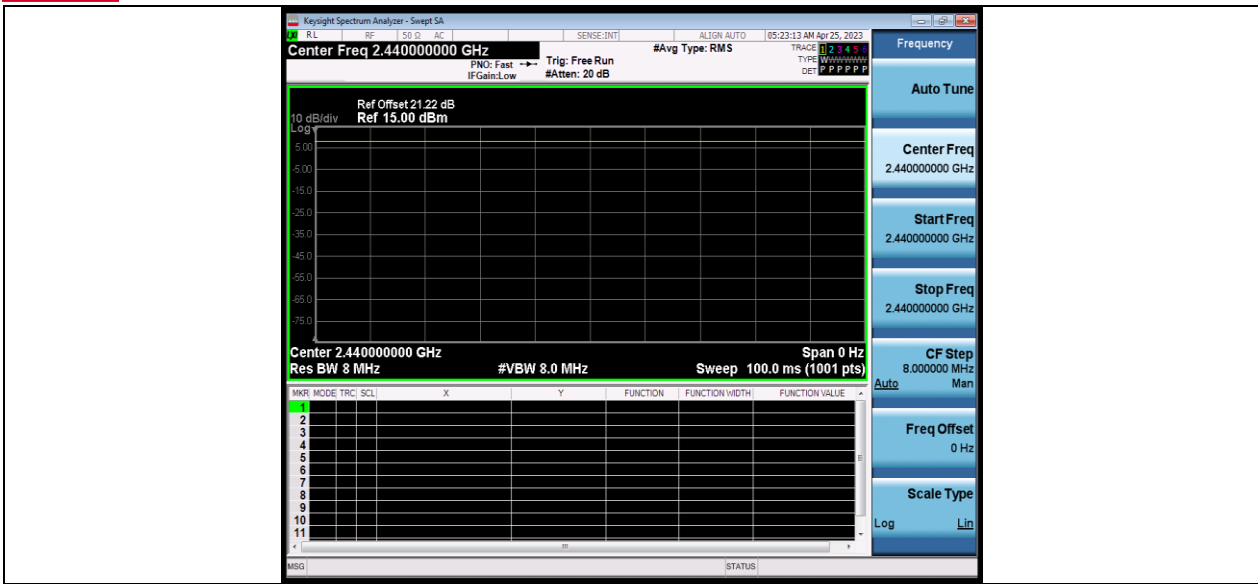 Keysight Spectrum Analyzer - Swept SA
RL RF 50 Ω AC SENSE:INT ALIGN AUTO 05:23:13 AM Apr 25, 2023
Center Freq 2.440000000 GHz
PNO: Fast
IFGain:Low
Trig: Free Run
#Atten: 20 dB
#Avg Type: RMS
TRACE 1 2 3 4 5 6
TYPE WWWWWW
DET P P P P P P
Ref Offset 21.22 dB
10 dB/div Ref 15.00 dBm
Log
5.00
-5.00
-15.0
-25.0
-35.0
-45.0
-55.0
-65.0
-75.0
Center 2.440000000 GHz Span 0 Hz
Res BW 8 MHz #VBW 8.0 MHz Sweep 100.0 ms (1001 pts)
MKR MODE TRC SCL X Y FUNCTION FUNCTION WIDTH FUNCTION VALUE
1
2
3
4
5
6
7
8
9
10
11
MSG STATUS
Frequency
Auto Tune
Center Freq
2.440000000 GHz
Start Freq
2.440000000 GHz
Stop Freq
2.440000000 GHz
CF Step
8.000000 MHz
Auto Man
Freq Offset
0 Hz
Scale Type
Log Lin